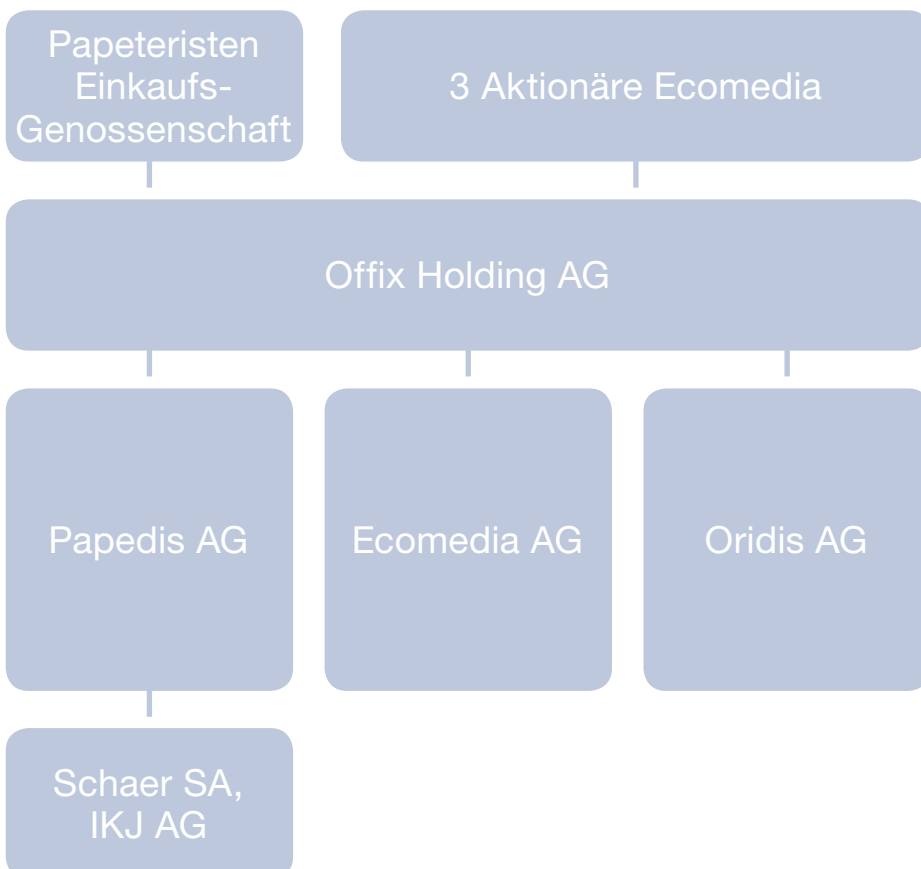 Papeteristen
Einkaufs-
Genossenschaft
3 Aktionäre Ecomedia
Offix Holding AG
Papedis AG
Ecomedia AG
Oridis AG
Schaer SA,
IKJ AG